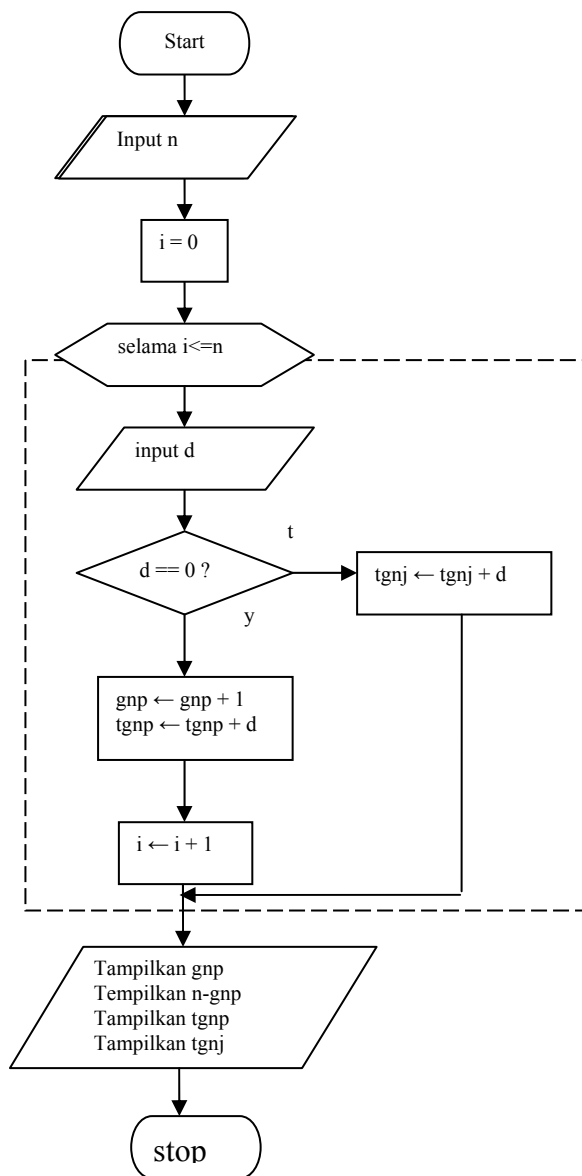 Start
Input n
i = 0
selama i<=n
input d
t
d == 0 ?
tgnj ← tgnj + d
y
gnp ← gnp + 1
tgnp ← tgnp + d
i ← i + 1
Tampilkan gnp
Tempilkan n-gnp
Tampilkan tgnp
Tampilkan tgnj
stop